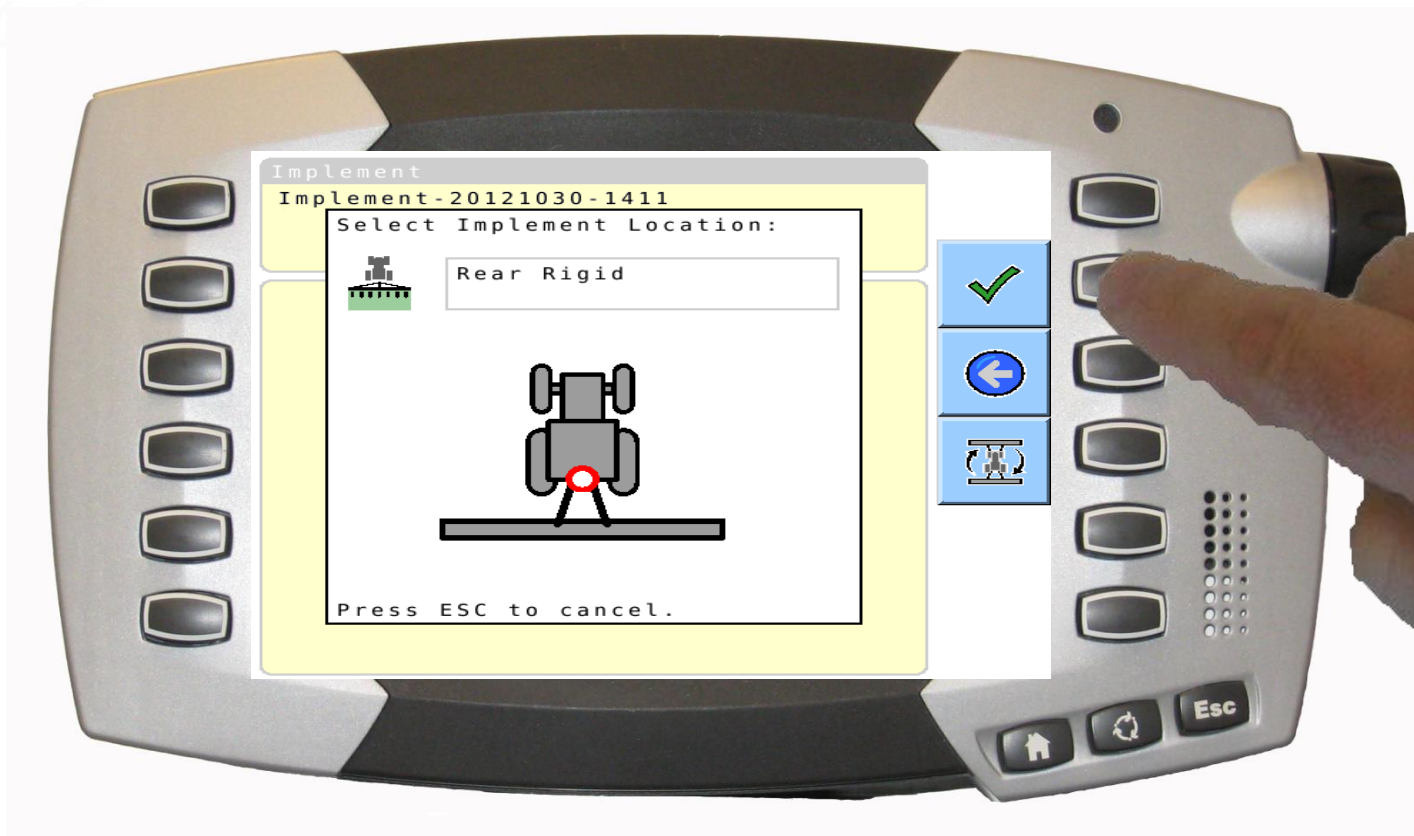 Implement
Implement-20121030-1411
Select Implement Location:
Rear Rigid
Press ESC to cancel.
Esc